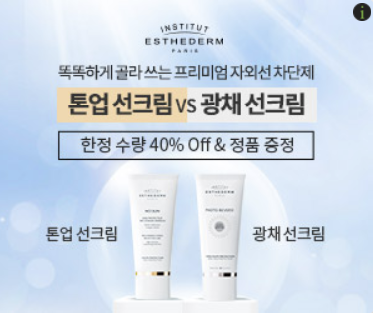 INSTITUT
ESTHEDERM
PARIS
똑똑하게 골라 쓰는 프리미엄 자외선 차단제
톤업 선크림 vs 광채 선크림
한정 수량 40% Off & 정품 증정
톤업 선크림
광채 선크림
ESTHEDERM
ESTHEDERM